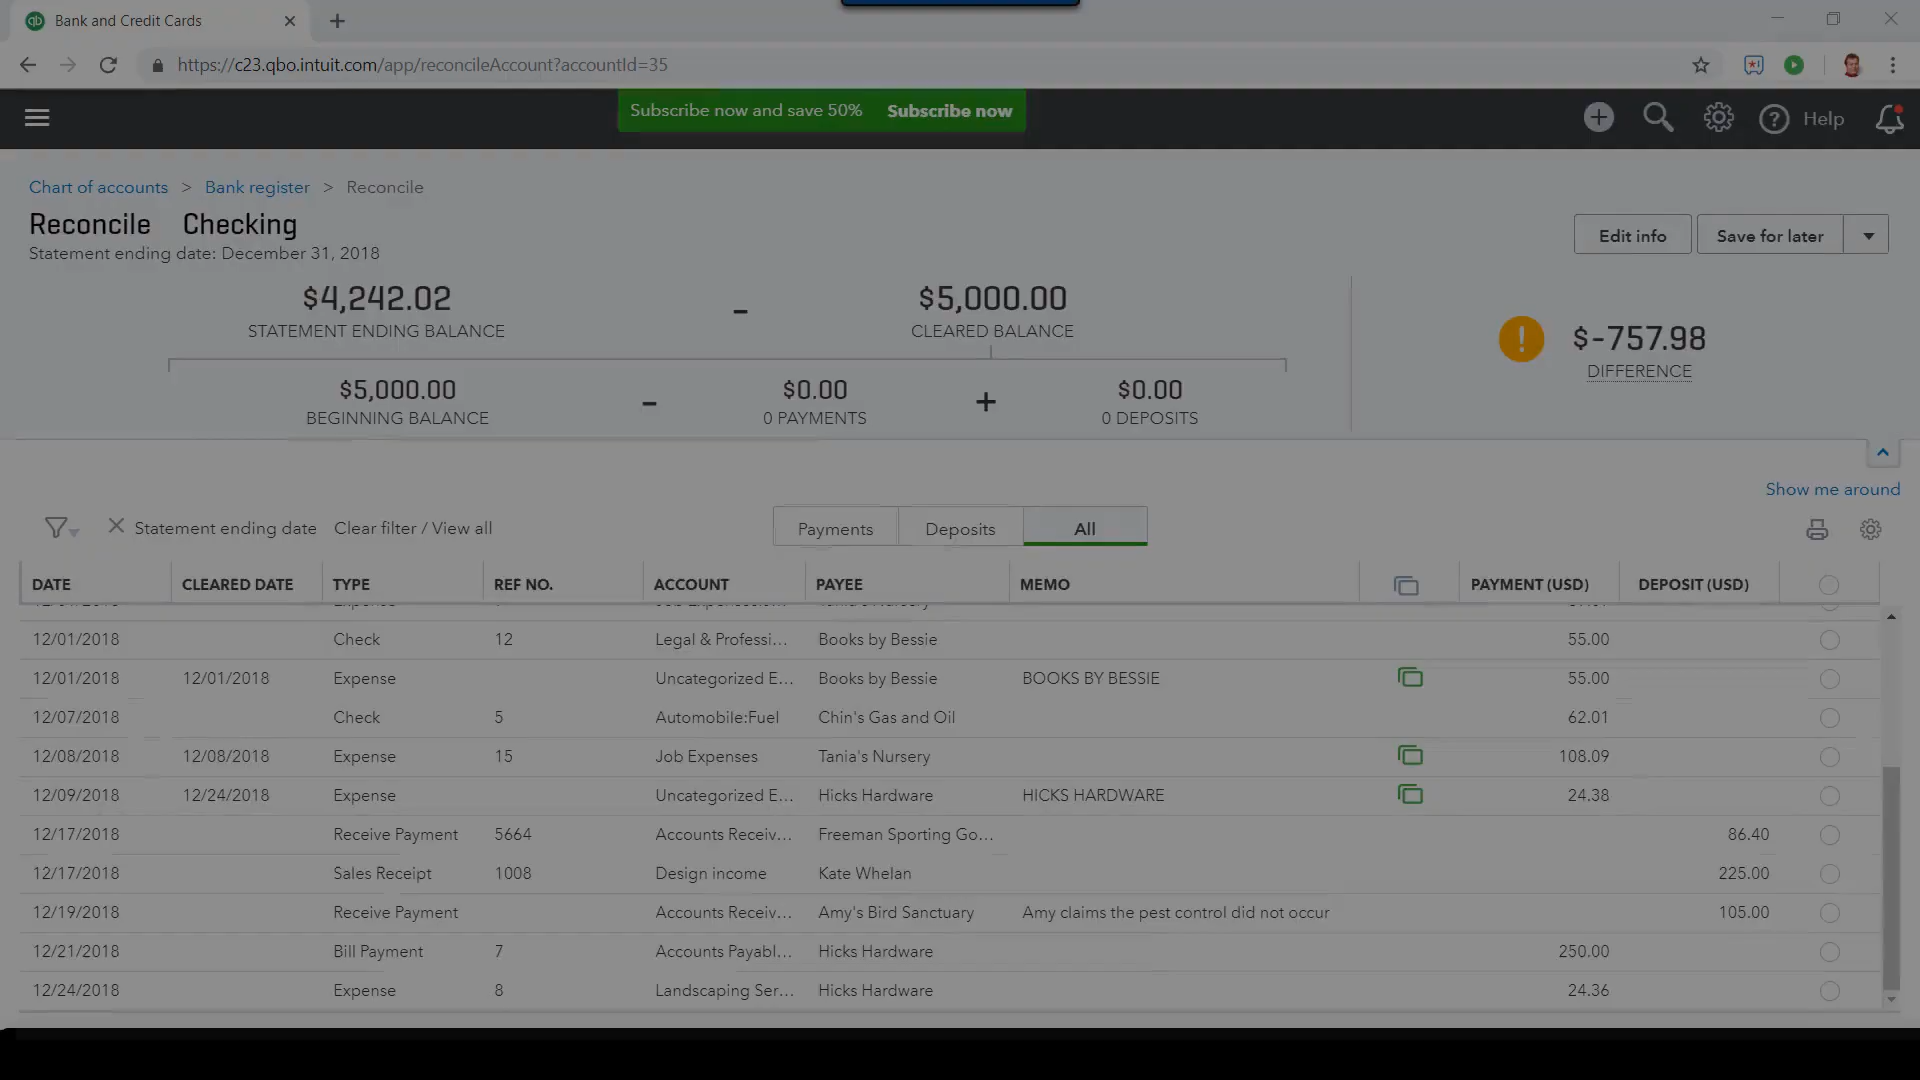 Bank and Credit Cards
https://c23.qbo.intuit.com/app/reconcileAccount?accountId=35
Subscribe now and save 50% Subscribe now
Help
Chart of accounts > Bank register > Reconcile
Reconcile Checking
Statement ending date: December 31, 2018
Edit info
Save for later
$4,242.02
STATEMENT ENDING BALANCE
-
$5,000.00
CLEARED BALANCE
$5,000.00
BEGINNING BALANCE
-
$0.00
0 PAYMENTS
+
$0.00
0 DEPOSITS
! $-757.98
DIFFERENCE
Show me around
Statement ending date Clear filter / View all
Payments Deposits All
DATE CLEARED DATE TYPE REF NO. ACCOUNT PAYEE MEMO PAYMENT (USD) DEPOSIT (USD)
12/01/2018 Check 12 Legal & Professi... Books by Bessie 55.00
12/01/2018 12/01/2018 Expense Uncategorized E... Books by Bessie BOOKS BY BESSIE 55.00
12/07/2018 Check 5 Automobile:Fuel Chin's Gas and Oil 62.01
12/08/2018 12/08/2018 Expense 15 Job Expenses Tania's Nursery 108.09
12/09/2018 12/24/2018 Expense Uncategorized E... Hicks Hardware HICKS HARDWARE 24.38
12/17/2018 Receive Payment 5664 Accounts Receiv... Freeman Sporting Go... 86.40
12/17/2018 Sales Receipt 1008 Design income Kate Whelan 225.00
12/19/2018 Receive Payment Accounts Receiv... Amy's Bird Sanctuary Amy claims the pest control did not occur 105.00
12/21/2018 Bill Payment 7 Accounts Payabl... Hicks Hardware 250.00
12/24/2018 Expense 8 Landscaping Ser... Hicks Hardware 24.36